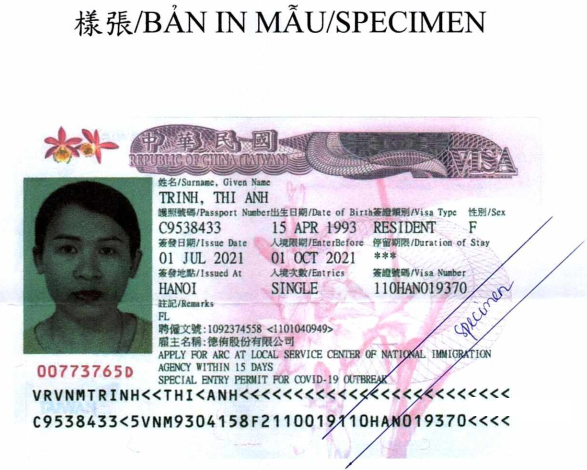 樣張/BẢN IN MẪU/SPECIMEN
中華民國
REPUBLIC OF CHINA (TAIWAN)
VISA
姓名/Surname, Given Name
TRINH, THI ANH
護照號碼/Passport Number出生日期/Date of Birth簽證類別/Visa Type 性別/Sex
C9538433 15 APR 1993 RESIDENT F
簽發日期/Issue Date 入境限期/EnterBefore 停留期限/Duration of Stay
01 JUL 2021 01 OCT 2021 ***
簽發地點/Issued At 入境次數/Entries 簽證號碼/Visa Number
HANOI SINGLE 110HAN019370
註記/Remarks
FL
聘僱文號:1092374558 <1101040949>
雇主名稱:德侑股份有限公司
APPLY FOR ARC AT LOCAL SERVICE CENTER OF NATIONAL IMMIGRATION
AGENCY WITHIN 15 DAYS
SPECIAL ENTRY PERMIT FOR COVID-19 OUTBREAK
specimen
00773765D
VRVNMTRINH<<THI<ANH<<<<<<<<<<<<<<<<<<<<<<<<<
C9538433<5VNM9304158F2110019110HAN019370<<<<